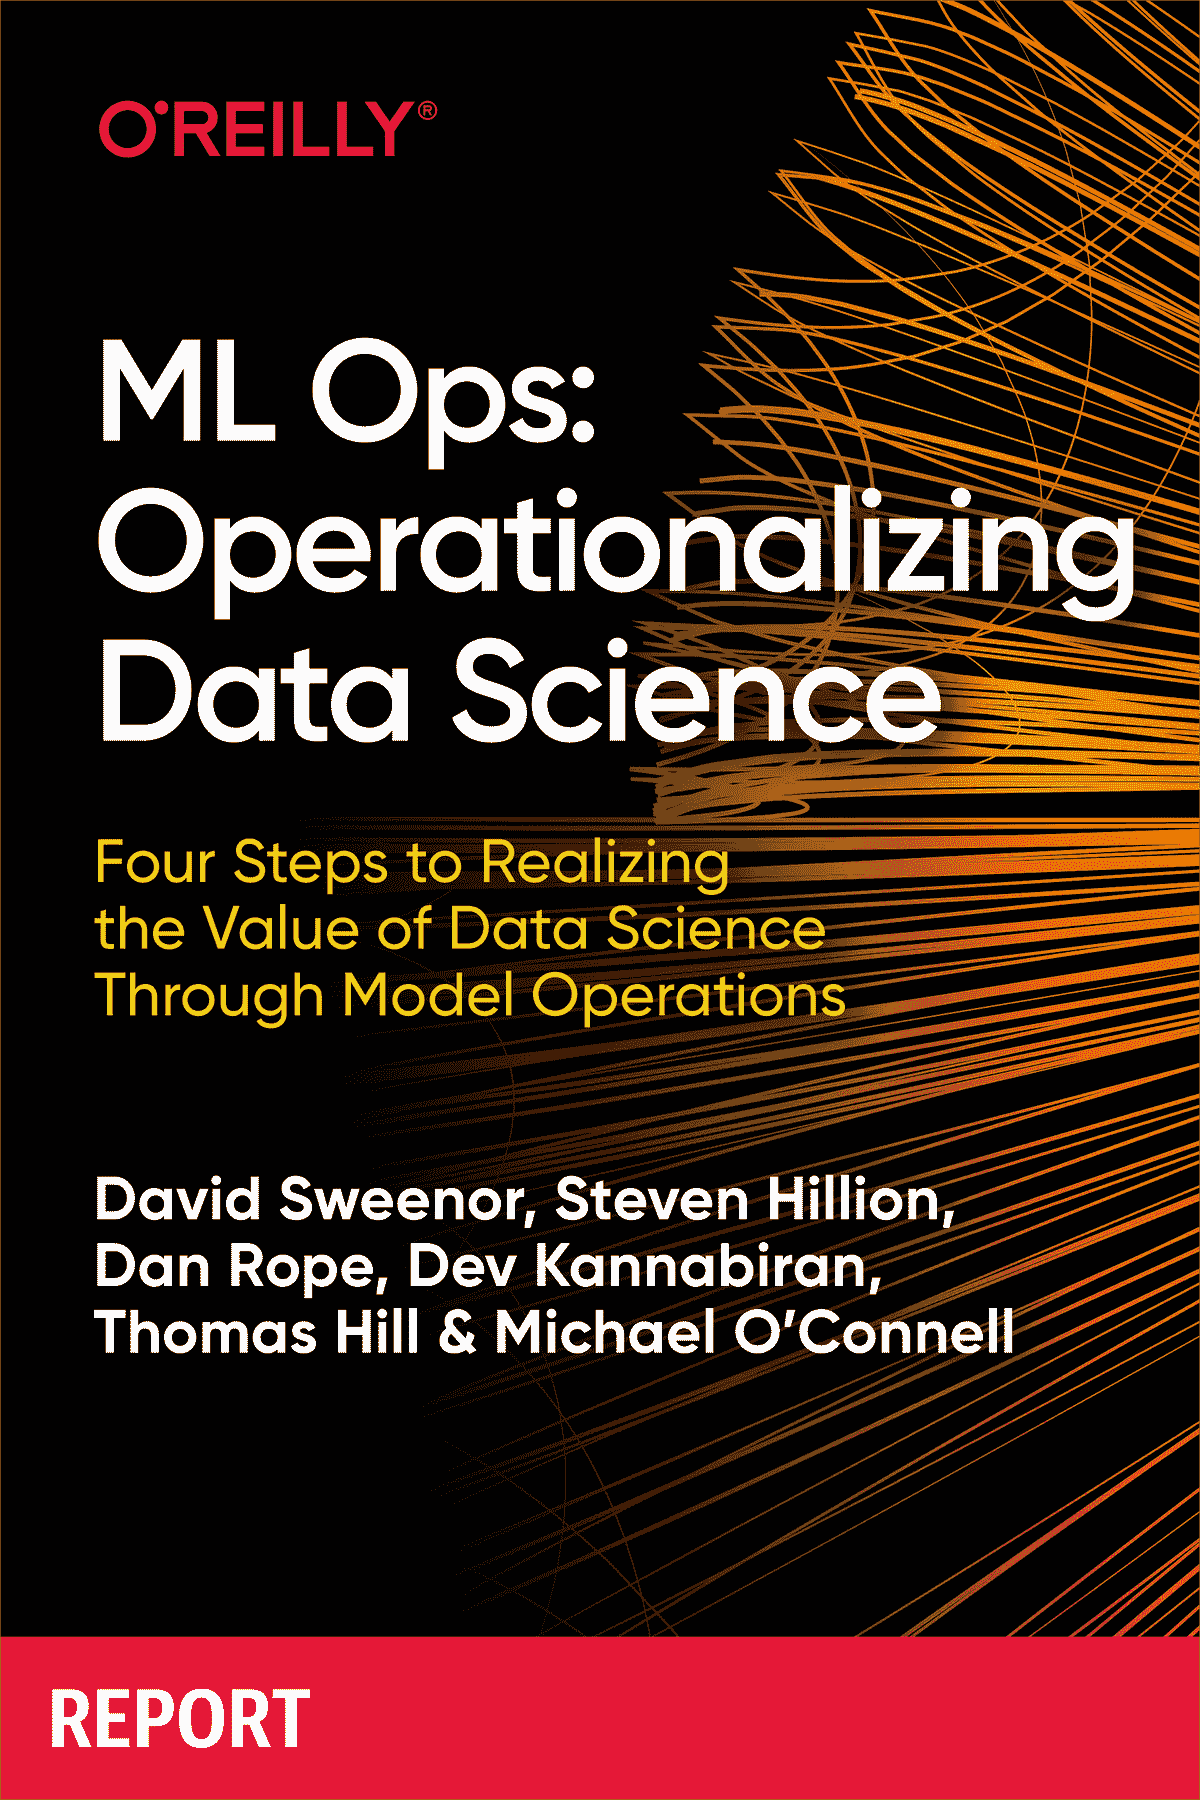 O'REILLY®
ML Ops:
Operationalizing
Data Science
Four Steps to Realizing
the Value of Data Science
Through Model Operations
David Sweenor, Steven Hillion,
Dan Rope, Dev Kannabiran,
Thomas Hill & Michael O'Connell
REPORT